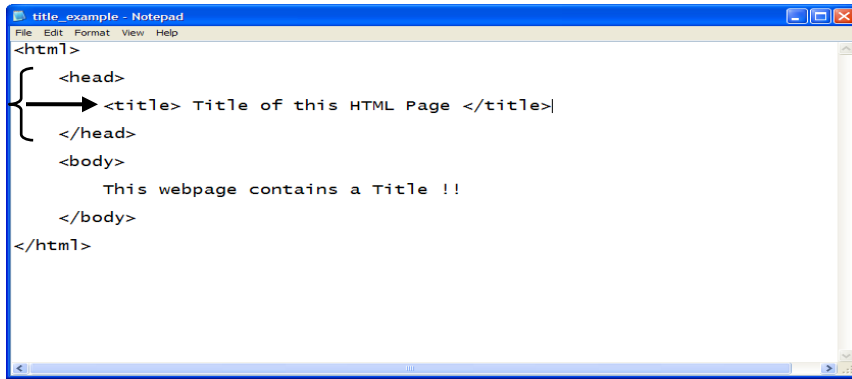 title_example - Notepad
File Edit Format View Help
<html>
<head>
<title> Title of this HTML Page </title>
</head>
<body>
This webpage contains a Title !!
</body>
</html>